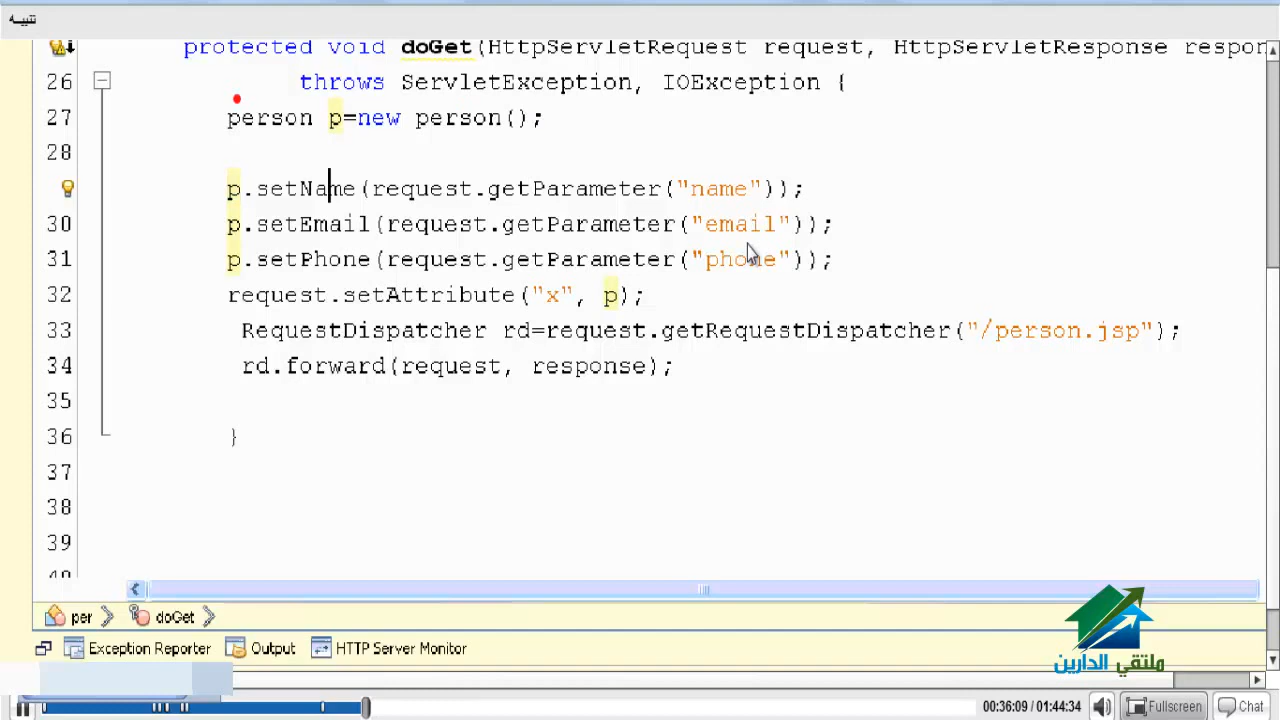 تنبيه
protected void doGet(HttpServletRequest request, HttpServletResponse respon
26 throws ServletException, IOException {
27 person p=new person();
28
p.setName(request.getParameter("name"));
30 p.setEmail(request.getParameter("email"));
31 p.setPhone(request.getParameter("phone"));
32 request.setAttribute("x", p);
33 RequestDispatcher rd=request.getRequestDispatcher("/person.jsp");
34 rd.forward(request, response);
35
36 }
37
38
39
per doGet
ملتقي الدارين
Exception Reporter Output HTTP Server Monitor
00:36:09 / 01:44:34 Fullscreen Chat